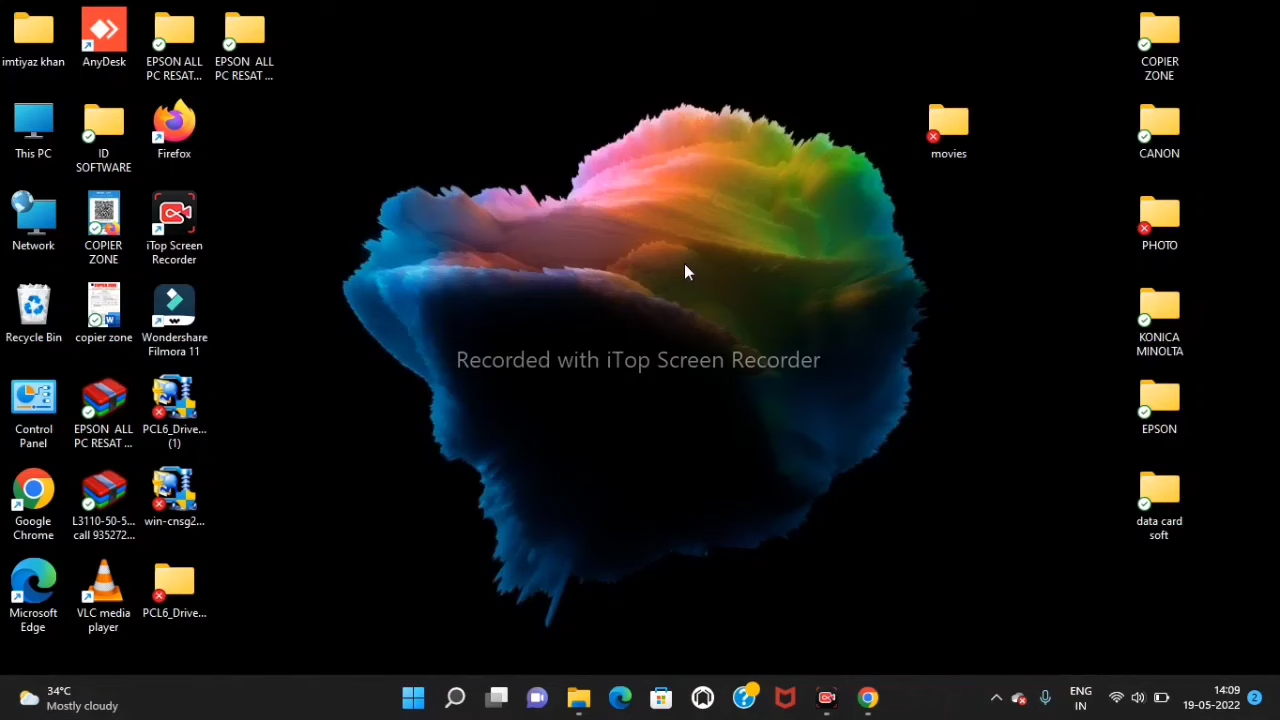 imtiyaz khan
AnyDesk
EPSON ALL
PC RESAT...
EPSON  ALL
PC RESAT ...
COPIER
ZONE
This PC
ID
SOFTWARE
Firefox
movies
CANON
Network
COPIER
ZONE
iTop Screen
Recorder
PHOTO
Recycle Bin
copier zone
Wondershare
Filmora 11
KONICA
MINOLTA
Recorded with iTop Screen Recorder
Control
Panel
EPSON  ALL
PC RESAT ...
PCL6_Drive...
(1)
EPSON
Google
Chrome
L3110-50-5...
call 935272...
win-cnsg2...
data card
soft
Microsoft
Edge
VLC media
player
PCL6_Drive...
34°C
Mostly cloudy
ENG
IN
14:09
19-05-2022
2